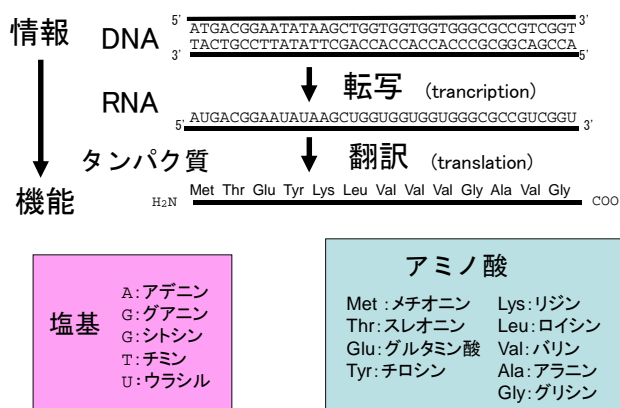 情報
DNA
5' ATGACGGAATATAAGCTGGTGGTGGTGGGCGCCGTCGGT 3'
3' TACTGCCTTATATTCGACCACCACCACCCGCGGCAGCCA 5'
転写 (trancription)
RNA
5' AUGACGGAAUAUAAGCUGGUGGUGGUGGGCGCCGUCGGU 3'
タンパク質
翻訳 (translation)
機能
H₂N Met Thr Glu Tyr Lys Leu Val Val Val Gly Ala Val Gly COO
塩基
A:アデニン
G:グアニン
G:シトシン
T:チミン
U:ウラシル
アミノ酸
Met:メチオニン
Thr:スレオニン
Glu:グルタミン酸
Tyr:チロシン
Lys:リジン
Leu:ロイシン
Val:バリン
Ala:アラニン
Gly:グリシン